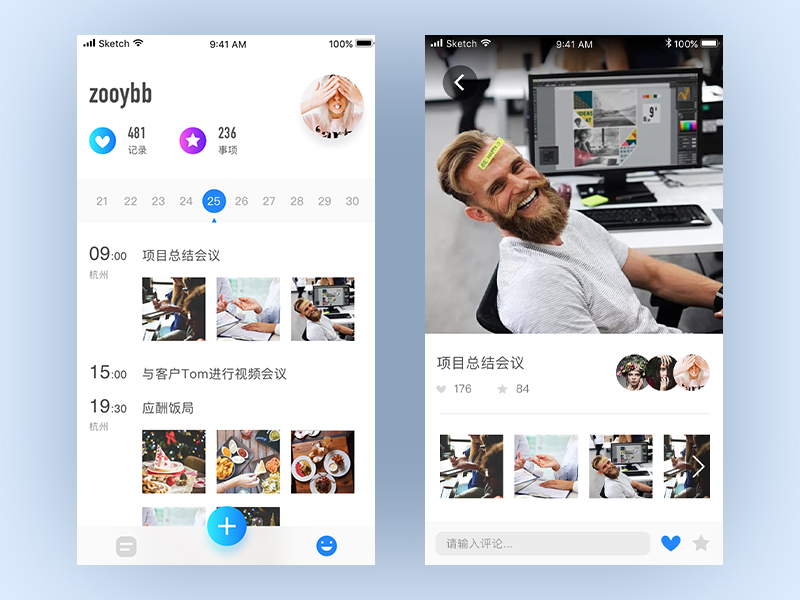 Sketch 9:41 AM 100%
zooybb
481 236
记录 事项
21 22 23 24 25 26 27 28 29 30
09:00 项目总结会议
杭州
15:00 与客户Tom进行视频会议
19:30 应酬饭局
杭州
Sketch 9:41 AM 100%
项目总结会议
176 84
请输入评论...